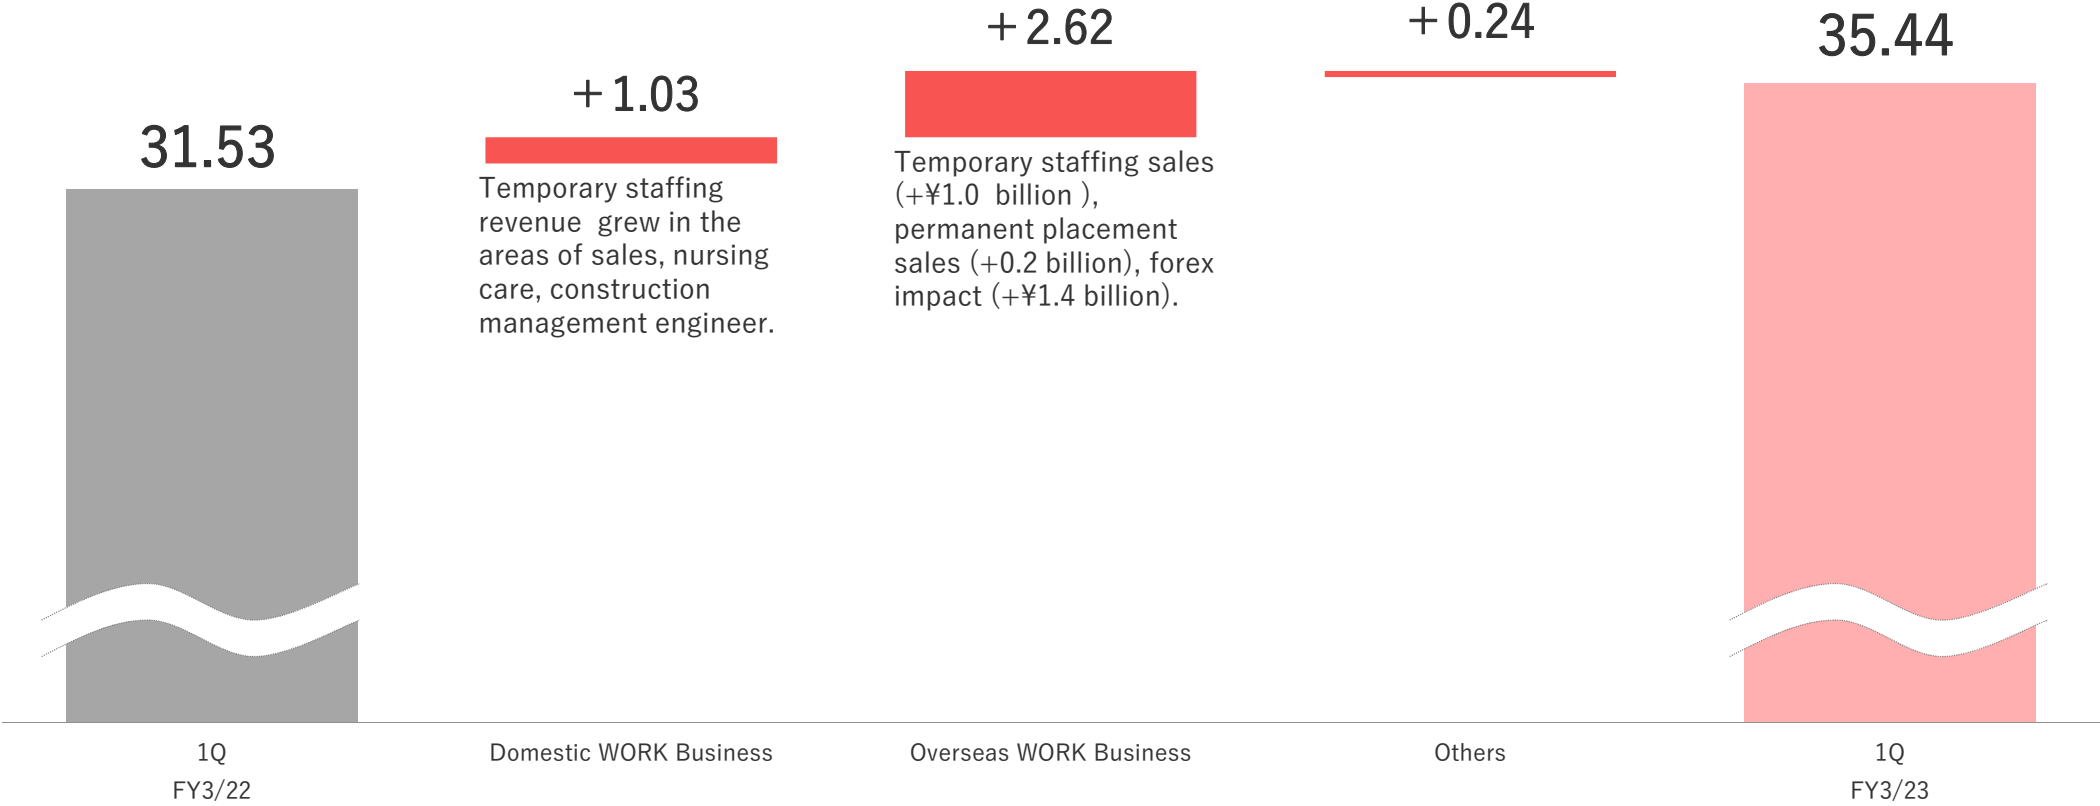 31.53
+1.03
Temporary staffing
revenue  grew in the
areas of sales, nursing
care, construction
management engineer.
+2.62
Temporary staffing sales
(+¥1.0  billion ),
permanent placement
sales (+0.2 billion), forex
impact (+¥1.4 billion).
+0.24
35.44
1Q
FY3/22
Domestic WORK Business
Overseas WORK Business
Others
1Q
FY3/23